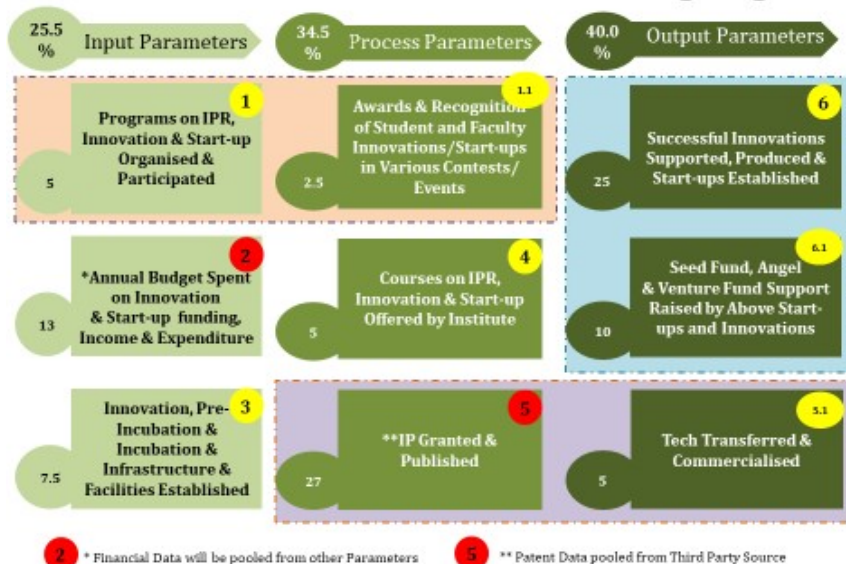 25.5
%
Input Parameters
34.5
%
Process Parameters
40.0
%
Output Parameters
1
Programs on IPR,
Innovation & Start-up
Organised &
Participated
5
1.1
Awards & Recognition
of Student and Faculty
Innovations/Start-ups
in Various Contests/
Events
2.5
6
Successful Innovations
Supported, Produced &
Start-ups Established
25
2
*Annual Budget Spent
on Innovation
& Start-up funding,
Income & Expenditure
13
4
Courses on IPR,
Innovation & Start-up
Offered by Institute
5
6.1
Seed Fund, Angel
& Venture Fund Support
Raised by Above Start-
ups and Innovations
10
3
Innovation, Pre-
Incubation &
Incubation &
Infrastructure &
Facilities Established
7.5
5
**IP Granted &
Published
27
5.1
Tech Transferred &
Commercialised
5
2 * Financial Data will be pooled from other Parameters
5 ** Patent Data pooled from Third Party Source